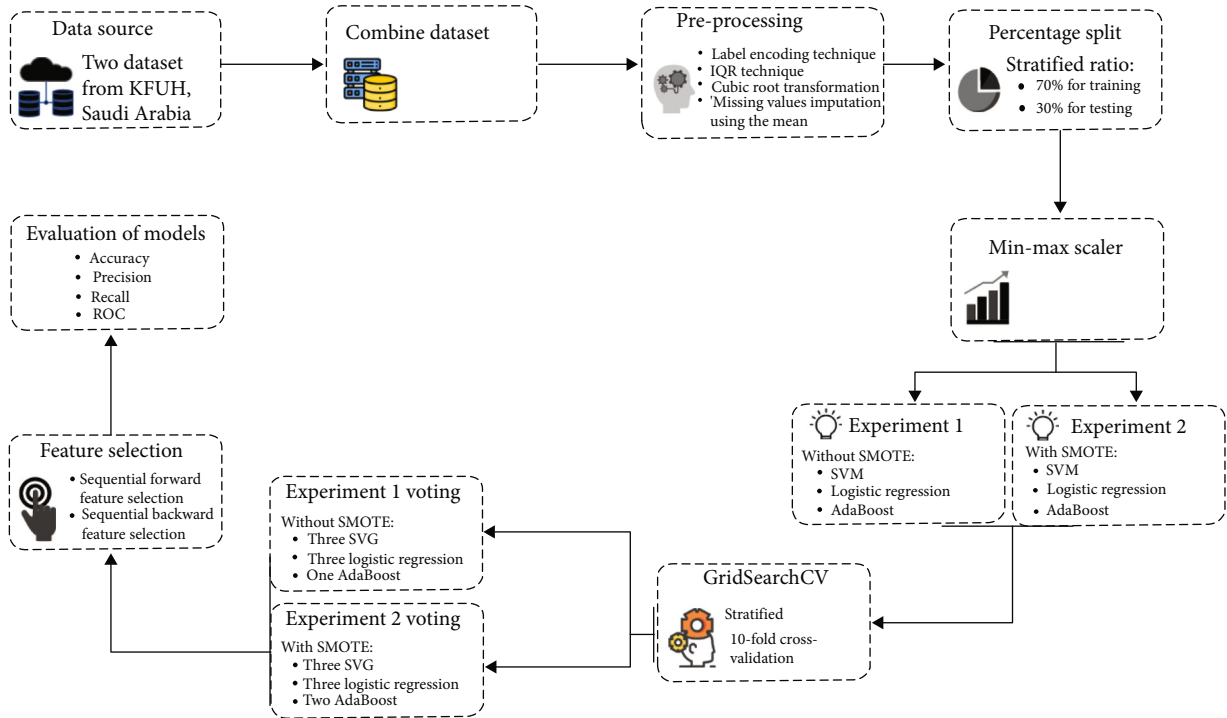 Data source
Two dataset
from KFUH,
Saudi Arabia
Combine dataset
Pre-processing
• Label encoding technique
• IQR technique
• Cubic root transformation
• 'Missing values imputation
using the mean
Percentage split
Stratified ratio:
• 70% for training
• 30% for testing
Min-max scaler
Experiment 1
Without SMOTE:
• SVM
• Logistic regression
• AdaBoost
Experiment 2
With SMOTE:
• SVM
• Logistic regression
• AdaBoost
GridSearchCV
Stratified
10-fold cross-
validation
Experiment 1 voting
Without SMOTE:
• Three SVG
• Three logistic regression
• One AdaBoost
Experiment 2 voting
With SMOTE:
• Three SVG
• Three logistic regression
• Two AdaBoost
Feature selection
• Sequential forward
feature selection
• Sequential backward
feature selection
Evaluation of models
• Accuracy
• Precision
• Recall
• ROC